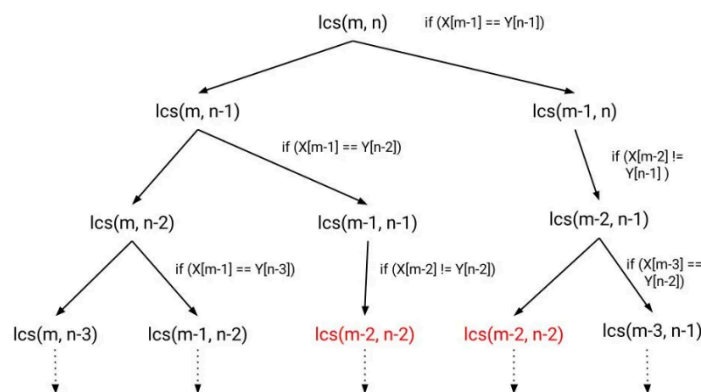 lcs(m, n)
if (X[m-1] == Y[n-1])
lcs(m, n-1)
lcs(m-1, n)
if (X[m-1] == Y[n-2])
if (X[m-2] !=
Y[n-1] )
lcs(m, n-2)
lcs(m-1, n-1)
lcs(m-2, n-1)
if (X[m-1] == Y[n-3])
if (X[m-2] != Y[n-2])
if (X[m-3] ==
Y[n-2])
lcs(m, n-3)
lcs(m-1, n-2)
lcs(m-2, n-2)
lcs(m-2, n-2)
lcs(m-3, n-1)